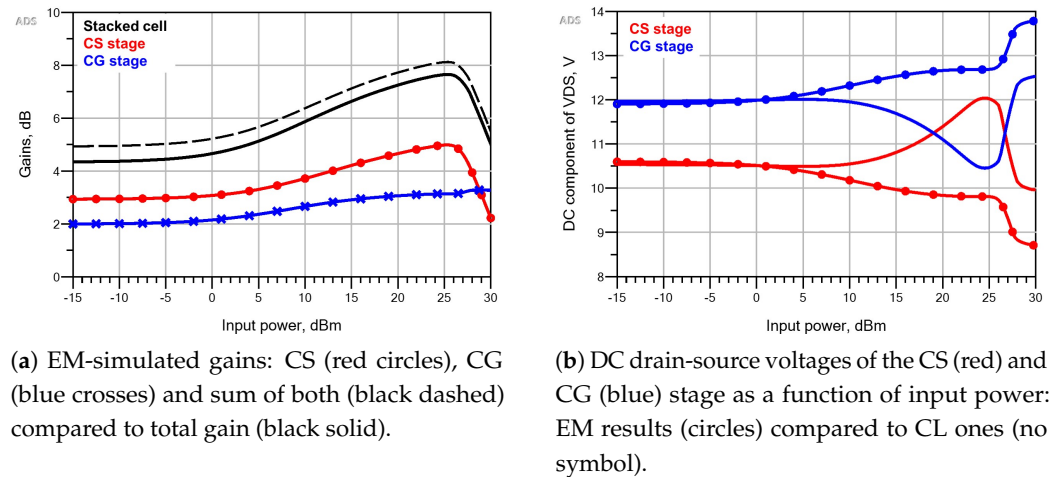 ADS
Stacked cell
CS stage
CG stage
Gains, dB
10
8
6
4
2
0
-15 -10 -5 0 5 10 15 20 25 30
Input power, dBm
(a) EM-simulated gains: CS (red circles), CG
(blue crosses) and sum of both (black dashed)
compared to total gain (black solid).
ADS
CS stage
CG stage
DC component of VDS, V
14
13
12
11
10
9
8
-15 -10 -5 0 5 10 15 20 25 30
Input power, dBm
(b) DC drain-source voltages of the CS (red) and
CG (blue) stage as a function of input power:
EM results (circles) compared to CL ones (no
symbol).